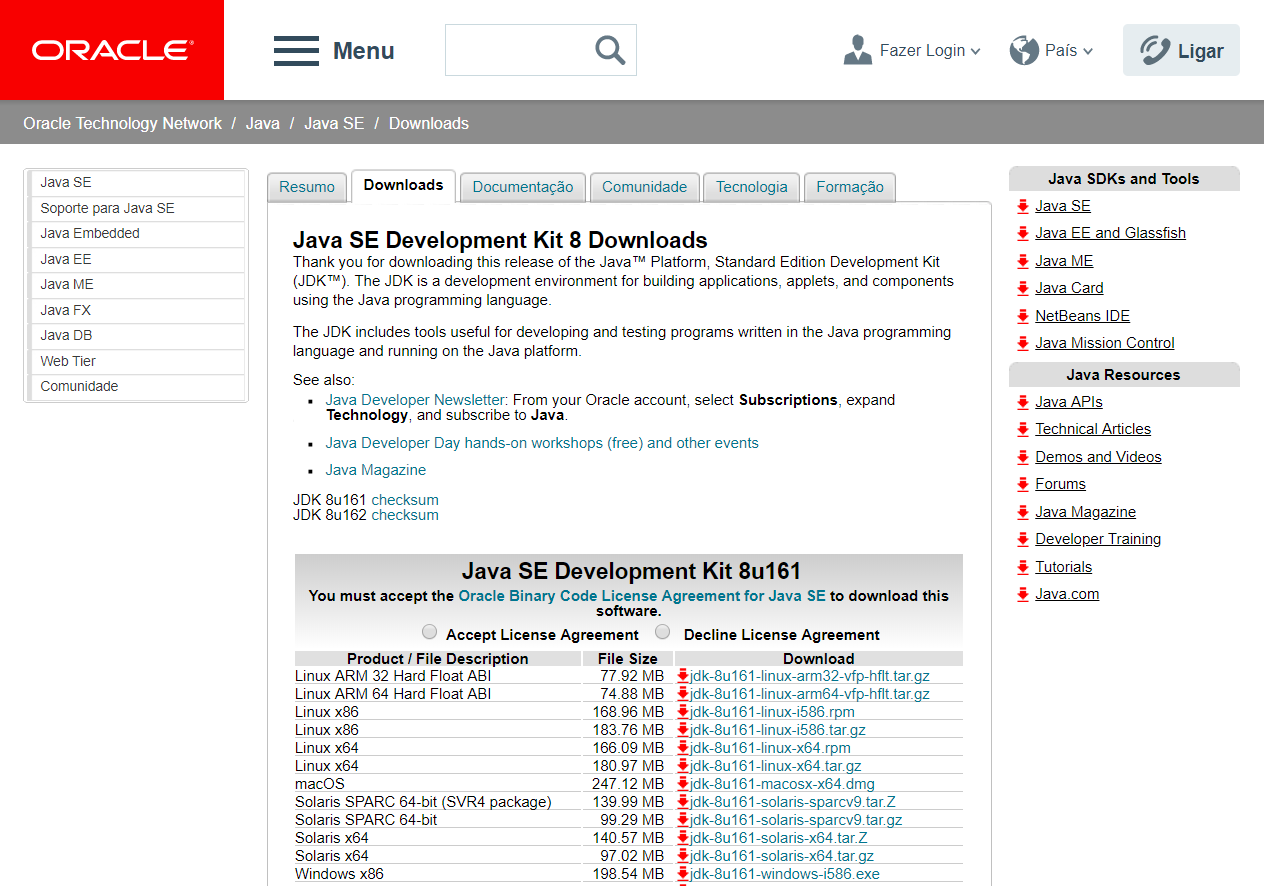 ORACLE
Menu
Fazer Login
País
Ligar
Oracle Technology Network / Java / Java SE / Downloads
Java SE
Soporte para Java SE
Java Embedded
Java EE
Java ME
Java FX
Java DB
Web Tier
Comunidade
Resumo
Downloads
Documentação
Comunidade
Tecnologia
Formação
Java SE Development Kit 8 Downloads
Thank you for downloading this release of the Java™ Platform, Standard Edition Development Kit
(JDK™). The JDK is a development environment for building applications, applets, and components
using the Java programming language.
The JDK includes tools useful for developing and testing programs written in the Java programming
language and running on the Java platform.
See also:
Java Developer Newsletter: From your Oracle account, select Subscriptions, expand
Technology, and subscribe to Java.
Java Developer Day hands-on workshops (free) and other events
Java Magazine
JDK 8u161 checksum
JDK 8u162 checksum
Java SE Development Kit 8u161
You must accept the Oracle Binary Code License Agreement for Java SE to download this
software.
Accept License Agreement Decline License Agreement
Product / File Description File Size Download
Linux ARM 32 Hard Float ABI 77.92 MB jdk-8u161-linux-arm32-vfp-hflt.tar.gz
Linux ARM 64 Hard Float ABI 74.88 MB jdk-8u161-linux-arm64-vfp-hflt.tar.gz
Linux x86 168.96 MB jdk-8u161-linux-i586.rpm
Linux x86 183.76 MB jdk-8u161-linux-i586.tar.gz
Linux x64 166.09 MB jdk-8u161-linux-x64.rpm
Linux x64 180.97 MB jdk-8u161-linux-x64.tar.gz
macOS 247.12 MB jdk-8u161-macosx-x64.dmg
Solaris SPARC 64-bit (SVR4 package) 139.99 MB jdk-8u161-solaris-sparcv9.tar.Z
Solaris SPARC 64-bit 99.29 MB jdk-8u161-solaris-sparcv9.tar.gz
Solaris x64 140.57 MB jdk-8u161-solaris-x64.tar.Z
Solaris x64 97.02 MB jdk-8u161-solaris-x64.tar.gz
Windows x86 198.54 MB jdk-8u161-windows-i586.exe
Java SDKs and Tools
Java SE
Java EE and Glassfish
Java ME
Java Card
NetBeans IDE
Java Mission Control
Java Resources
Java APIs
Technical Articles
Demos and Videos
Forums
Java Magazine
Developer Training
Tutorials
Java.com